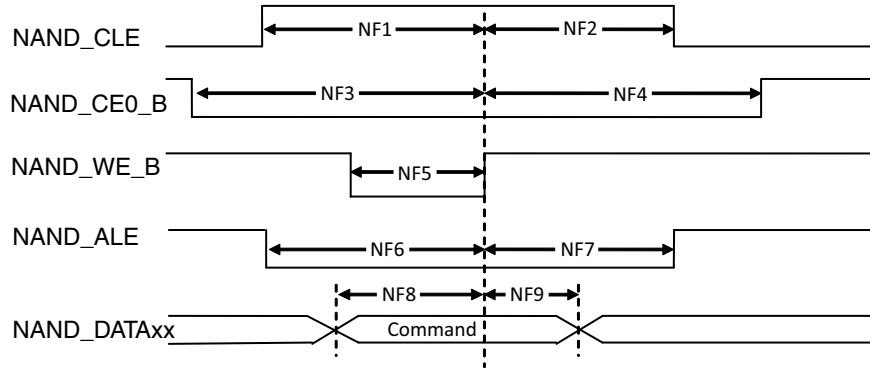 NAND_CLE NF1 NF2
NAND_CE0_B NF3 NF4
NAND_WE_B NF5
NAND_ALE NF6 NF7
NF8 NF9
NAND_DATAxx Command